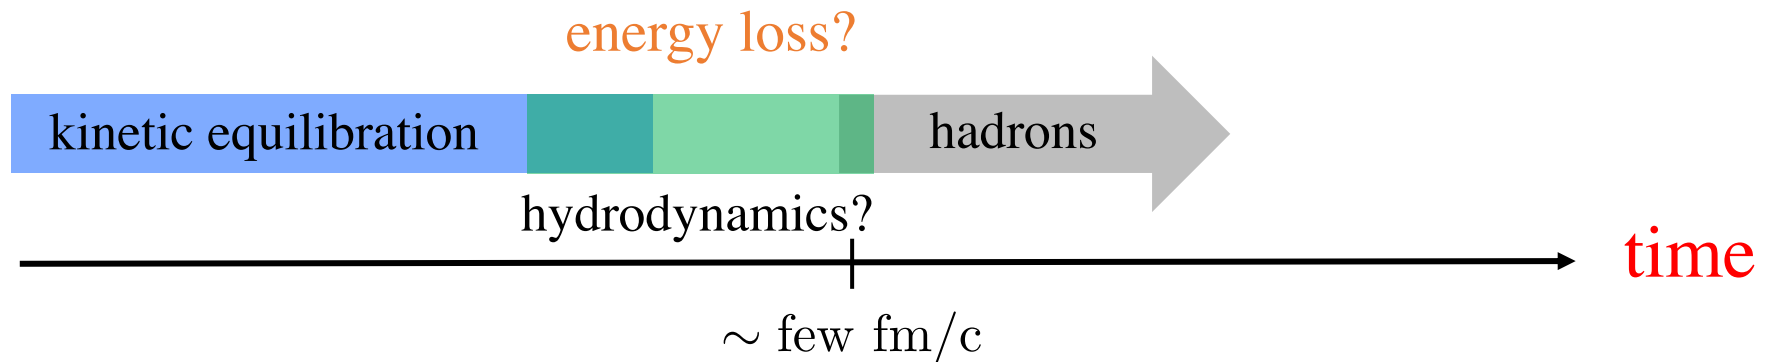 energy loss?
kinetic equilibration
hadrons
hydrodynamics?
time
∼ few fm/c